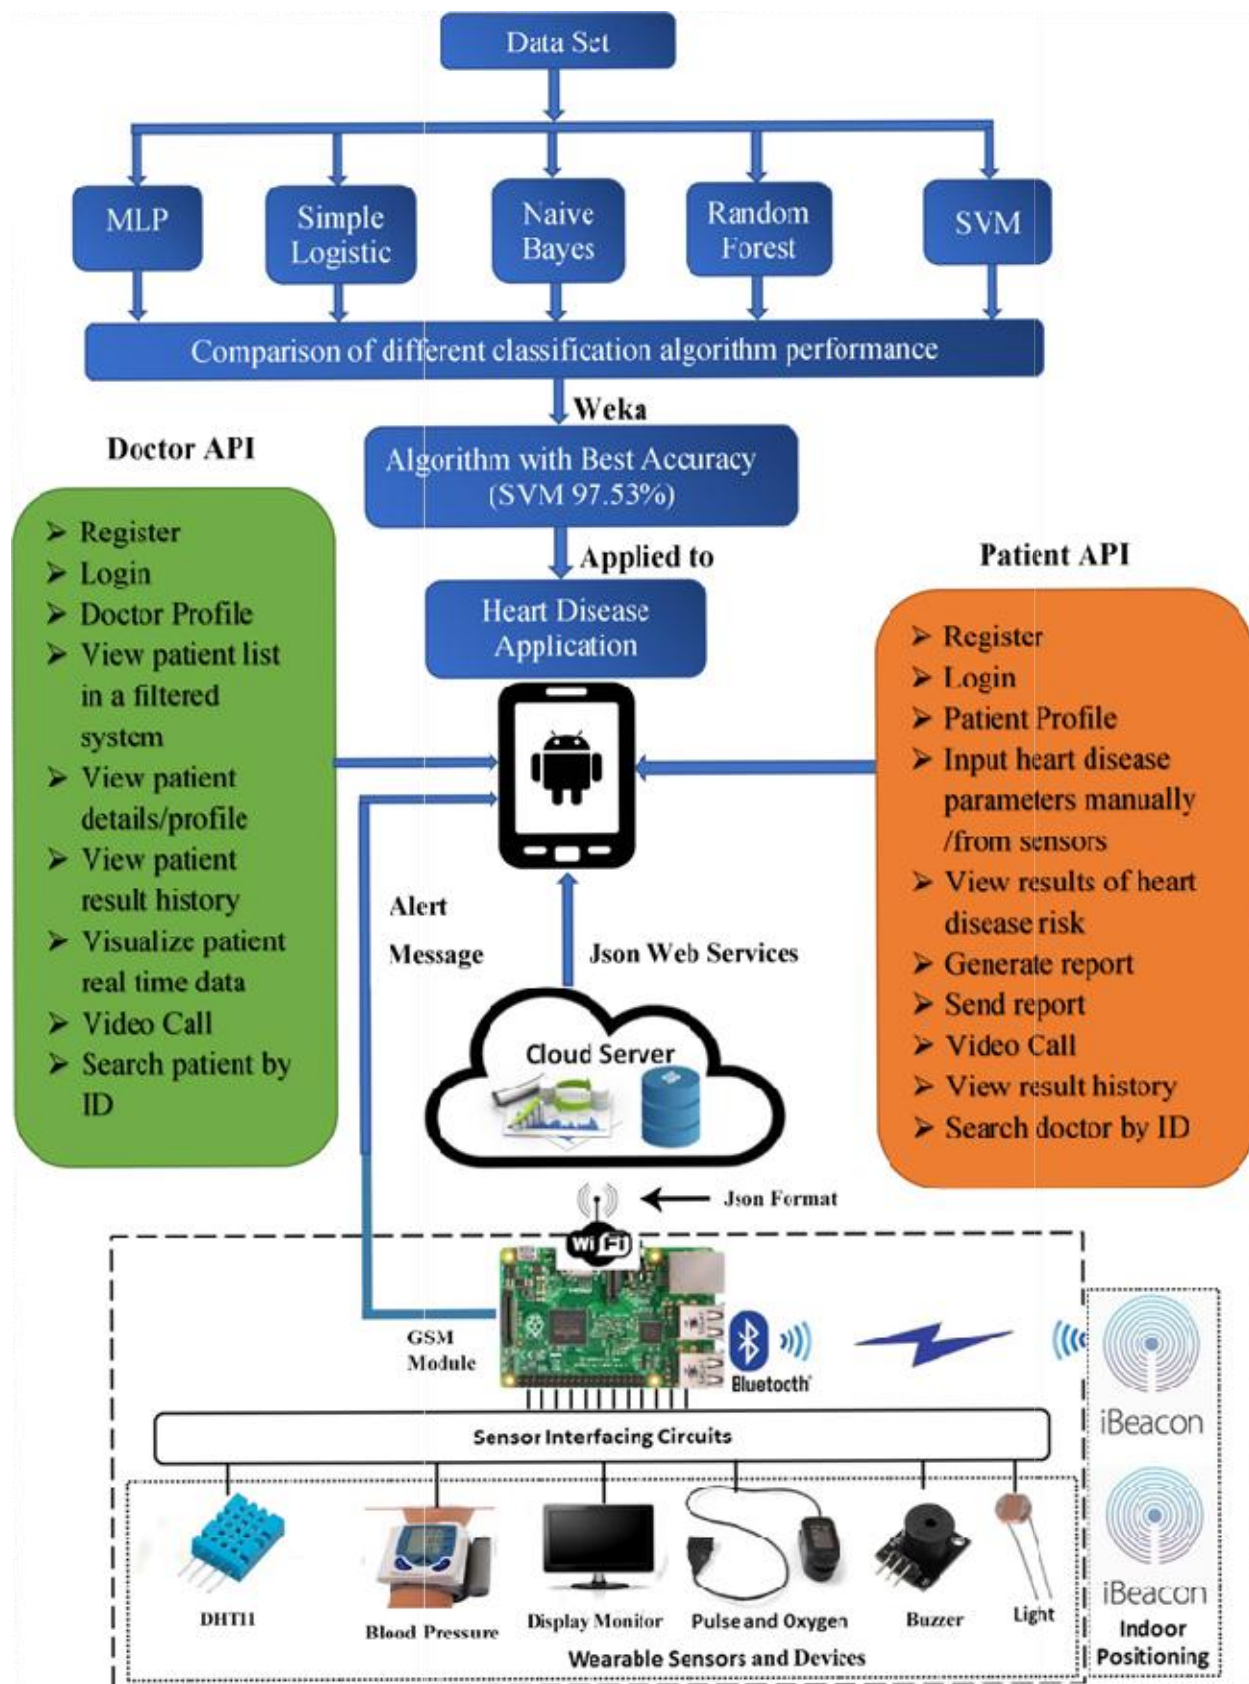 Data Set
MLP
Simple
Logistic
Naive
Bayes
Random
Forest
SVM
Comparison of different classification algorithm performance
Weka
Algorithm with Best Accuracy
(SVM 97.53%)
Applied to
Heart Disease
Application
Doctor API
➢ Register
➢ Login
➢ Doctor Profile
➢ View patient list
in a filtered
system
➢ View patient
details/profile
➢ View patient
result history
➢ Visualize patient
real time data
➢ Video Call
➢ Search patient by
ID
Patient API
➢ Register
➢ Login
➢ Patient Profile
➢ Input heart disease
parameters manually
/from sensors
➢ View results of heart
disease risk
➢ Generate report
➢ Send report
➢ Video Call
➢ View result history
➢ Search doctor by ID
Alert
Message
Json Web Services
Cloud Server
Json Format
Wi Fi
GSM
Module
Bluetooth
iBeacon
Sensor Interfacing Circuits
DHT11
Blood Pressure
Display Monitor
Pulse and Oxygen
Buzzer
Light
Wearable Sensors and Devices
iBeacon
Indoor
Positioning